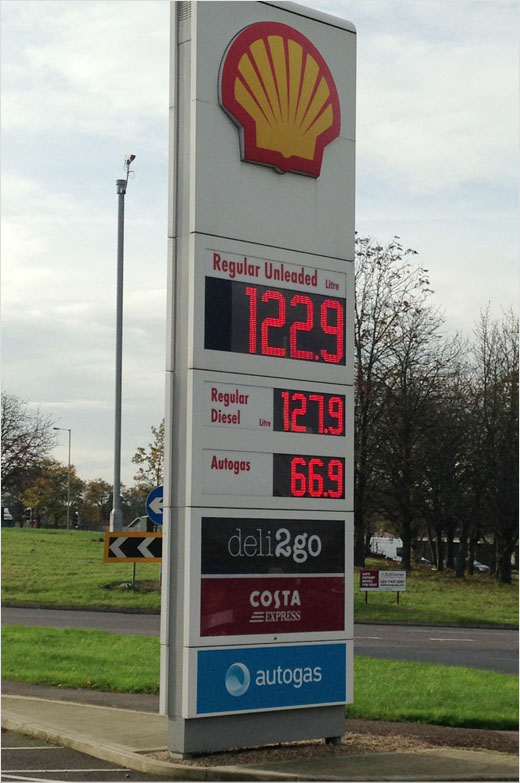 Regular Unleaded Litre
122.9
Regular
Diesel Litre 127.9
Autogas 66.9
deli2go
COSTA
EXPRESS
autogas